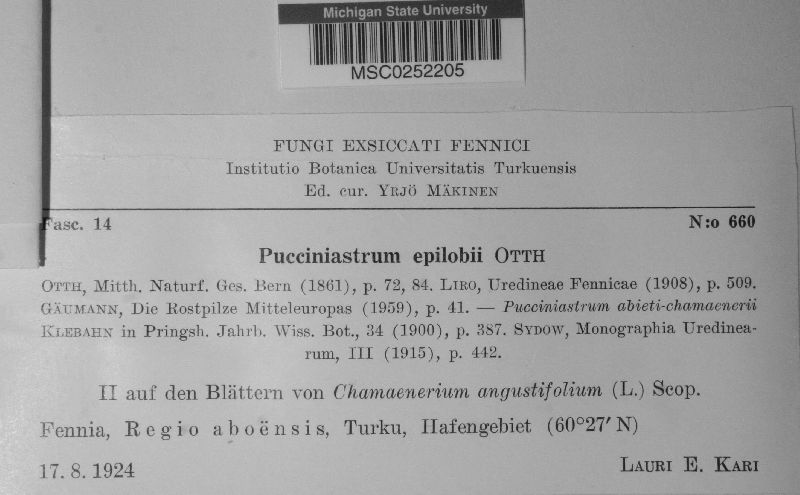 Michigan State University
MSC0252205
FUNGI EXSICCATI FENNICI
Institutio Botanica Universitatis Turkuensis
Ed. cur. YRJÖ MÄKINEN
Fasc. 14 N:o 660
Pucciniastrum epilobii OTTH
OTTH, Mitth. Naturf. Ges. Bern (1861), p. 72, 84. LIRO, Uredineae Fennicae (1908), p. 509.
GÄUMANN, Die Rostpilze Mitteleuropas (1959), p. 41. — Pucciniastrum abieti-chamaenerii
KLEBAHN in Pringsh. Jahrb. Wiss. Bot., 34 (1900), p. 387. SYDOW, Monographia Uredinea-
rum, III (1915), p. 442.
II auf den Blättern von Chamaenerium angustifolium (L.) Scop.
Fennia, Regio aboënsis, Turku, Hafengebiet (60°27′ N)
17. 8. 1924 LAURI E. KARI